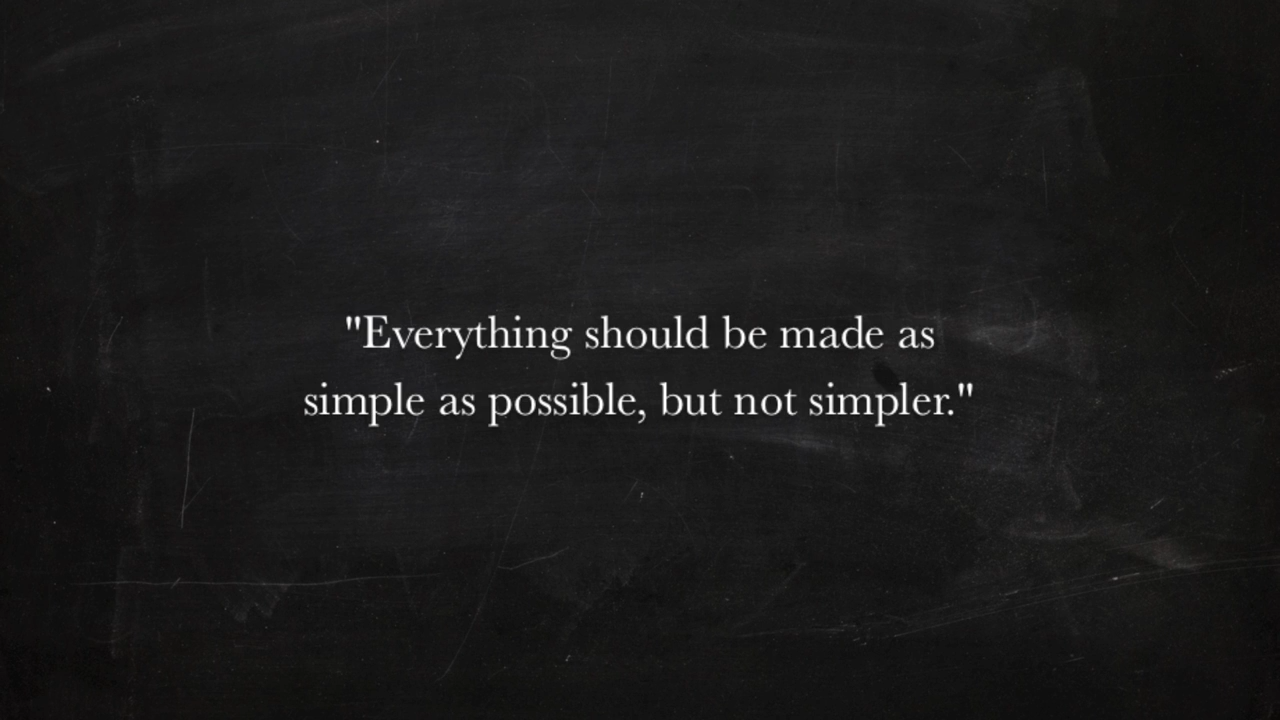 "Everything should be made as
simple as possible, but not simpler."